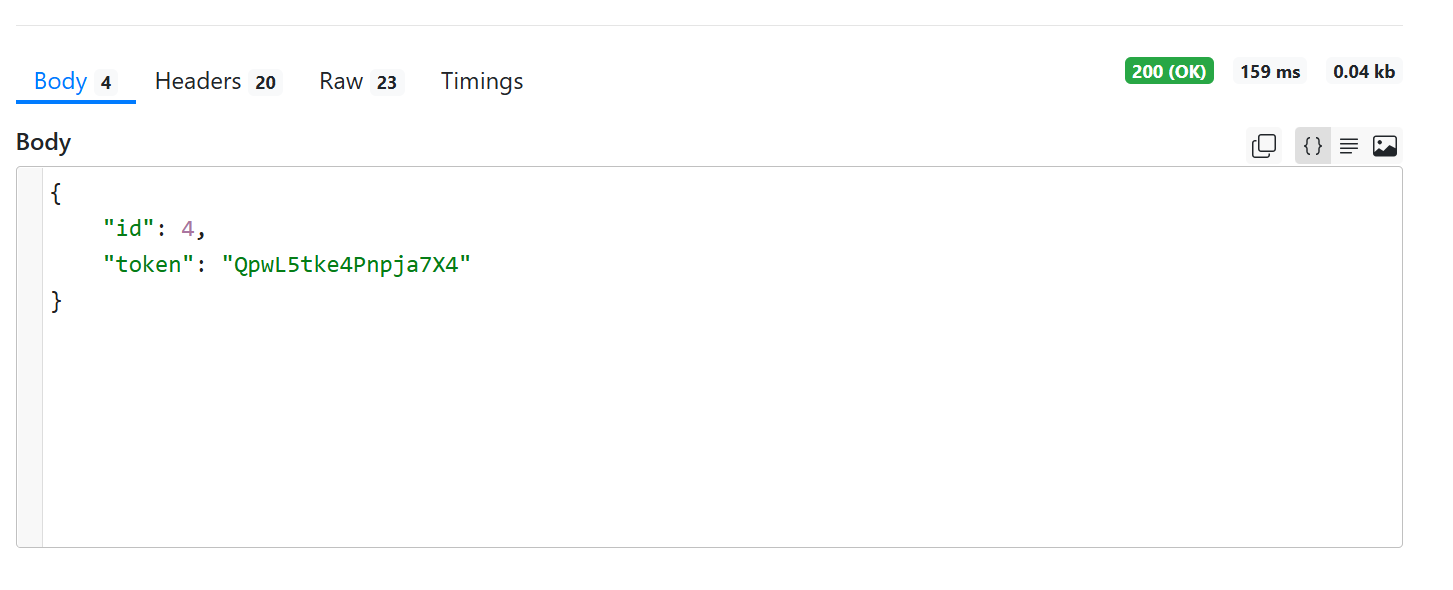 Body 4 Headers 20 Raw 23 Timings 200 (OK) 159 ms 0.04 kb
Body
{
    "id": 4,
    "token": "QpwL5tke4Pnpja7X4"
}